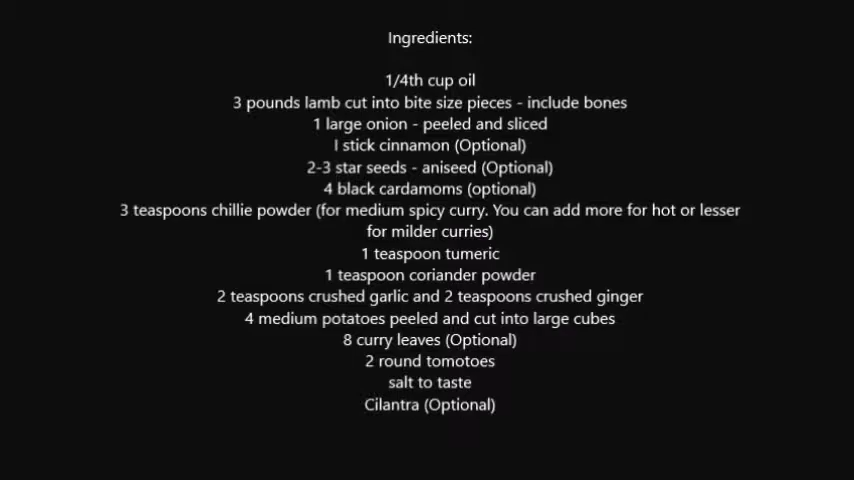 Ingredients:
1/4th cup oil
3 pounds lamb cut into bite size pieces - include bones
1 large onion - peeled and sliced
I stick cinnamon (Optional)
2-3 star seeds - aniseed (Optional)
4 black cardamoms (optional)
3 teaspoons chillie powder (for medium spicy curry. You can add more for hot or lesser
for milder curries)
1 teaspoon tumeric
1 teaspoon coriander powder
2 teaspoons crushed garlic and 2 teaspoons crushed ginger
4 medium potatoes peeled and cut into large cubes
8 curry leaves (Optional)
2 round tomotoes
salt to taste
Cilantra (Optional)